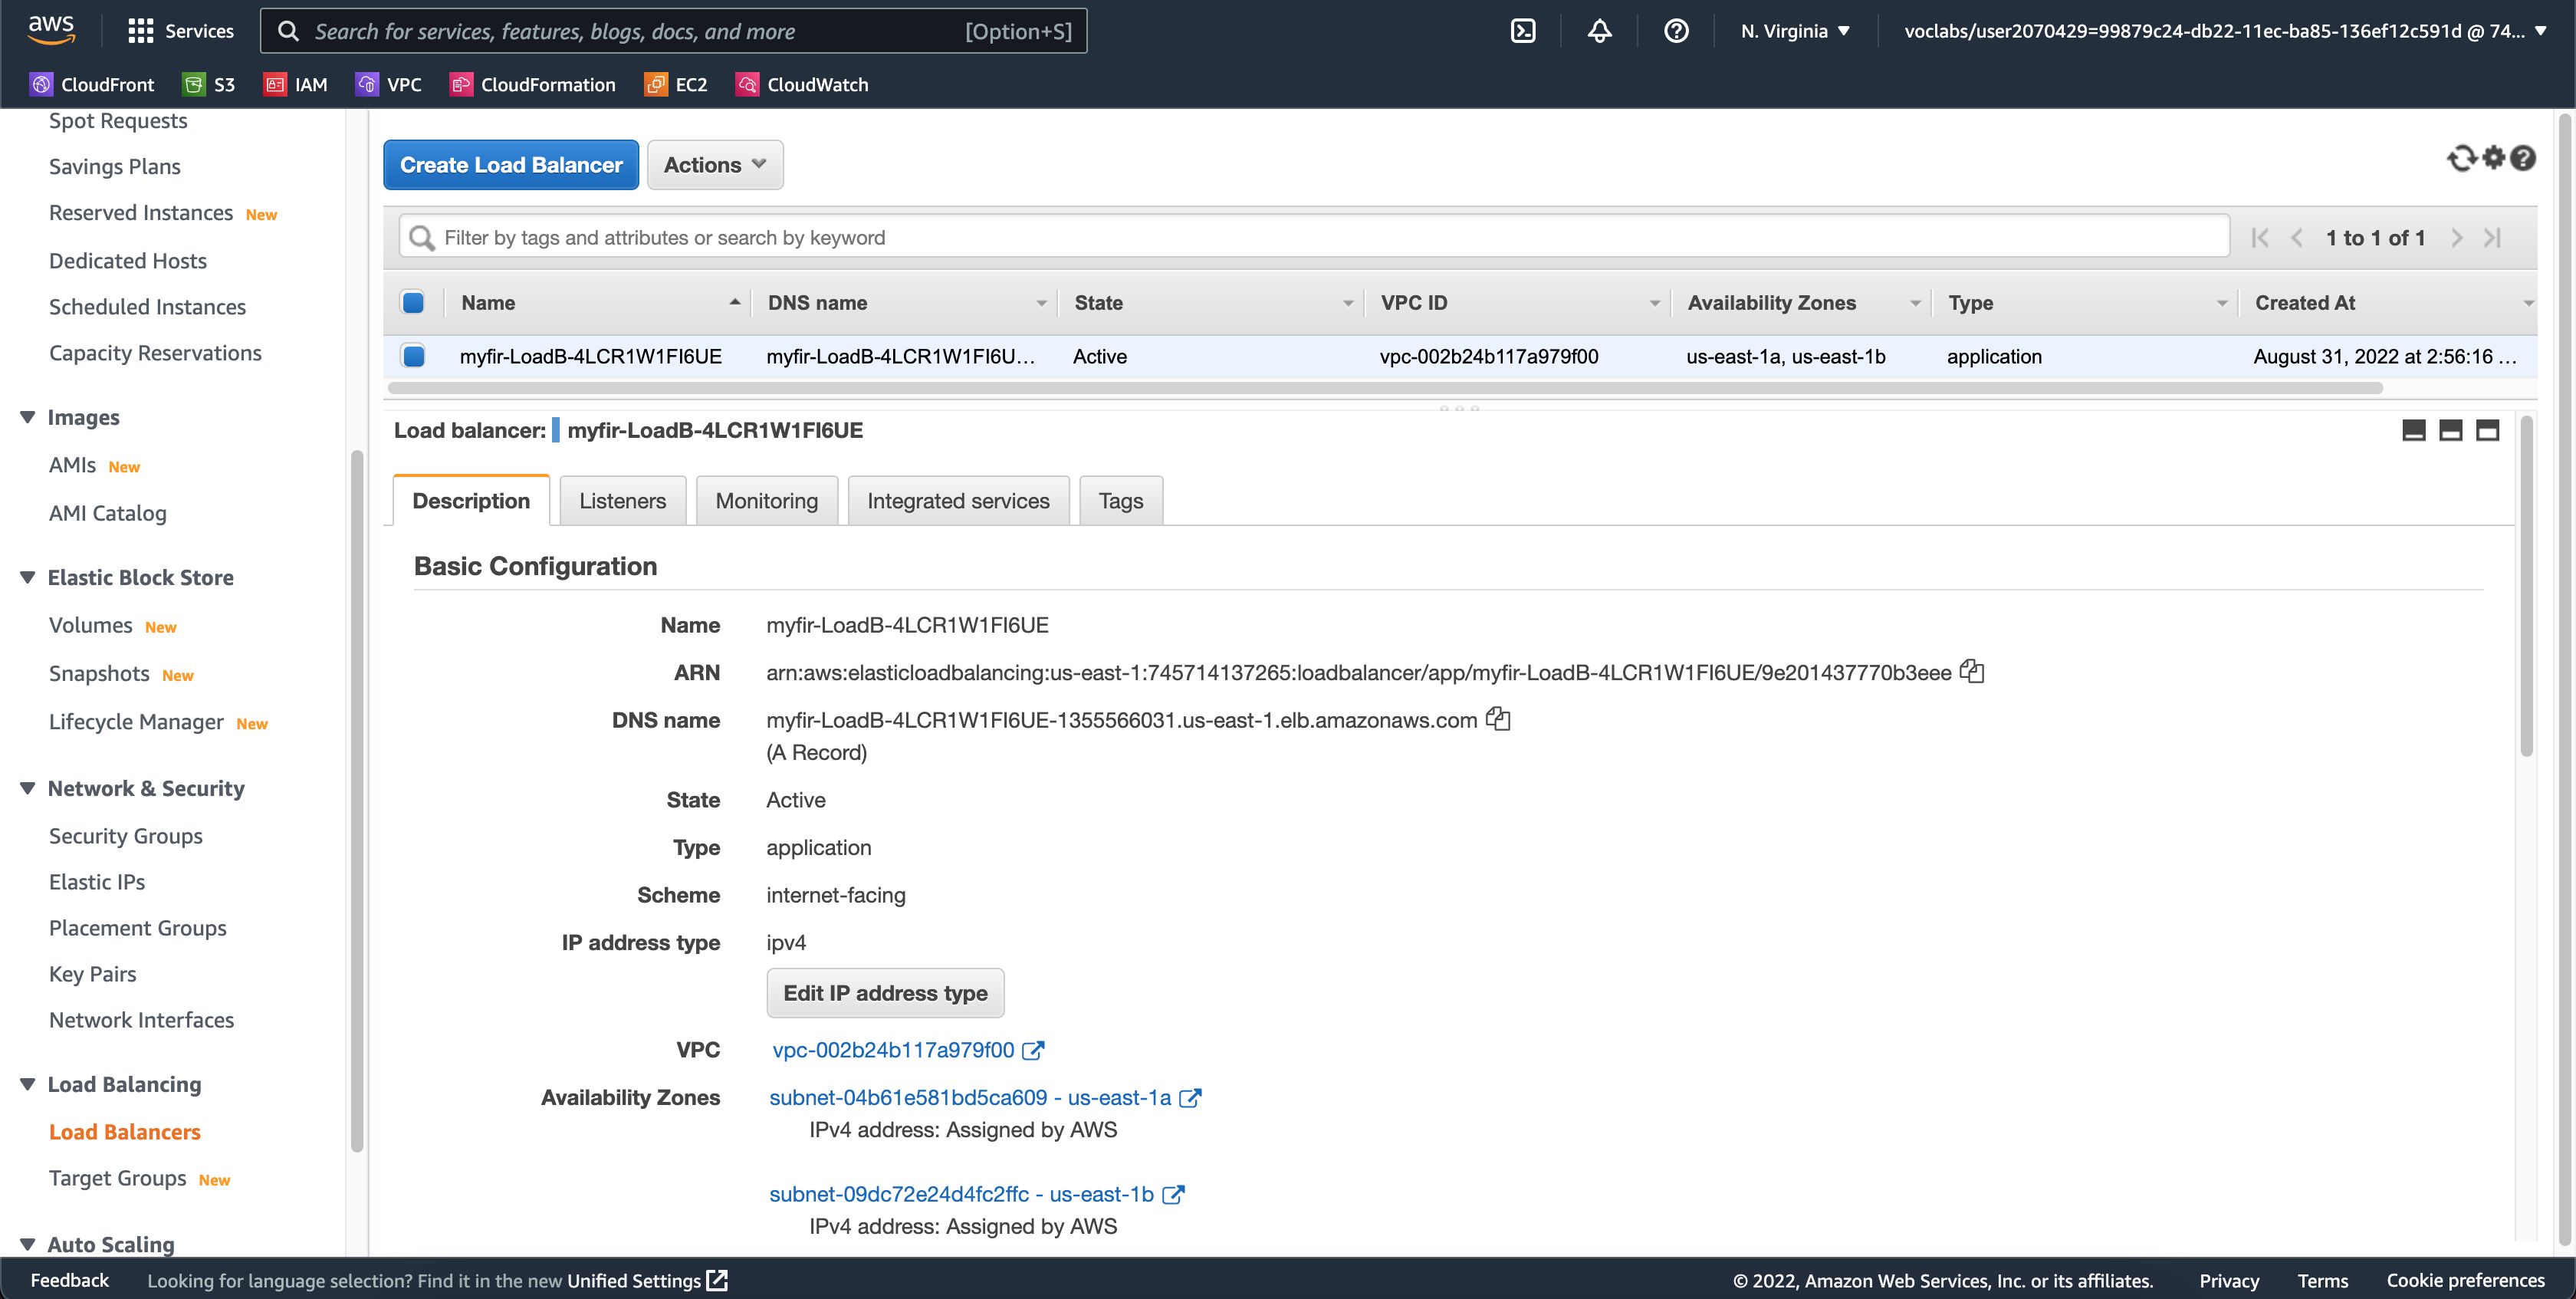 aws
Services
Search for services, features, blogs, docs, and more [Option+S]
N. Virginia
voclabs/user2070429=99879c24-db22-11ec-ba85-136ef12c591d @ 74...
CloudFront S3 IAM VPC CloudFormation EC2 CloudWatch
Spot Requests
Savings Plans
Reserved Instances New
Dedicated Hosts
Scheduled Instances
Capacity Reservations
Images
AMIs New
AMI Catalog
Elastic Block Store
Volumes New
Snapshots New
Lifecycle Manager New
Network & Security
Security Groups
Elastic IPs
Placement Groups
Key Pairs
Network Interfaces
Load Balancing
Load Balancers
Target Groups New
Auto Scaling
Create Load Balancer Actions
Filter by tags and attributes or search by keyword
1 to 1 of 1
Name DNS name State VPC ID Availability Zones Type Created At
myfir-LoadB-4LCR1W1FI6UE myfir-LoadB-4LCR1W1FI6U... Active vpc-002b24b117a979f00 us-east-1a, us-east-1b application August 31, 2022 at 2:56:16 ...
Load balancer: myfir-LoadB-4LCR1W1FI6UE
Description Listeners Monitoring Integrated services Tags
Basic Configuration
Name myfir-LoadB-4LCR1W1FI6UE
ARN arn:aws:elasticloadbalancing:us-east-1:745714137265:loadbalancer/app/myfir-LoadB-4LCR1W1FI6UE/9e201437770b3eee
DNS name myfir-LoadB-4LCR1W1FI6UE-1355566031.us-east-1.elb.amazonaws.com
(A Record)
State Active
Type application
Scheme internet-facing
IP address type ipv4
Edit IP address type
VPC vpc-002b24b117a979f00
Availability Zones subnet-04b61e581bd5ca609 - us-east-1a
IPv4 address: Assigned by AWS
subnet-09dc72e24d4fc2ffc - us-east-1b
IPv4 address: Assigned by AWS
Feedback Looking for language selection? Find it in the new Unified Settings
© 2022, Amazon Web Services, Inc. or its affiliates. Privacy Terms Cookie preferences